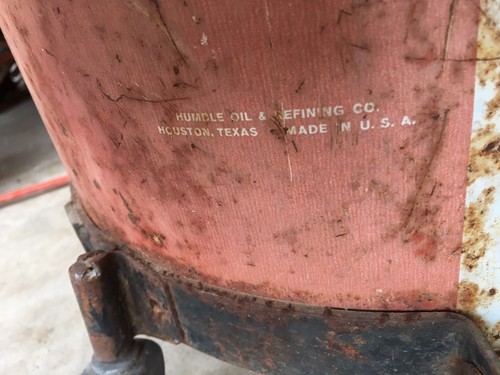 HUMBLE OIL & REFINING CO.
HOUSTON, TEXAS MADE IN U. S. A.